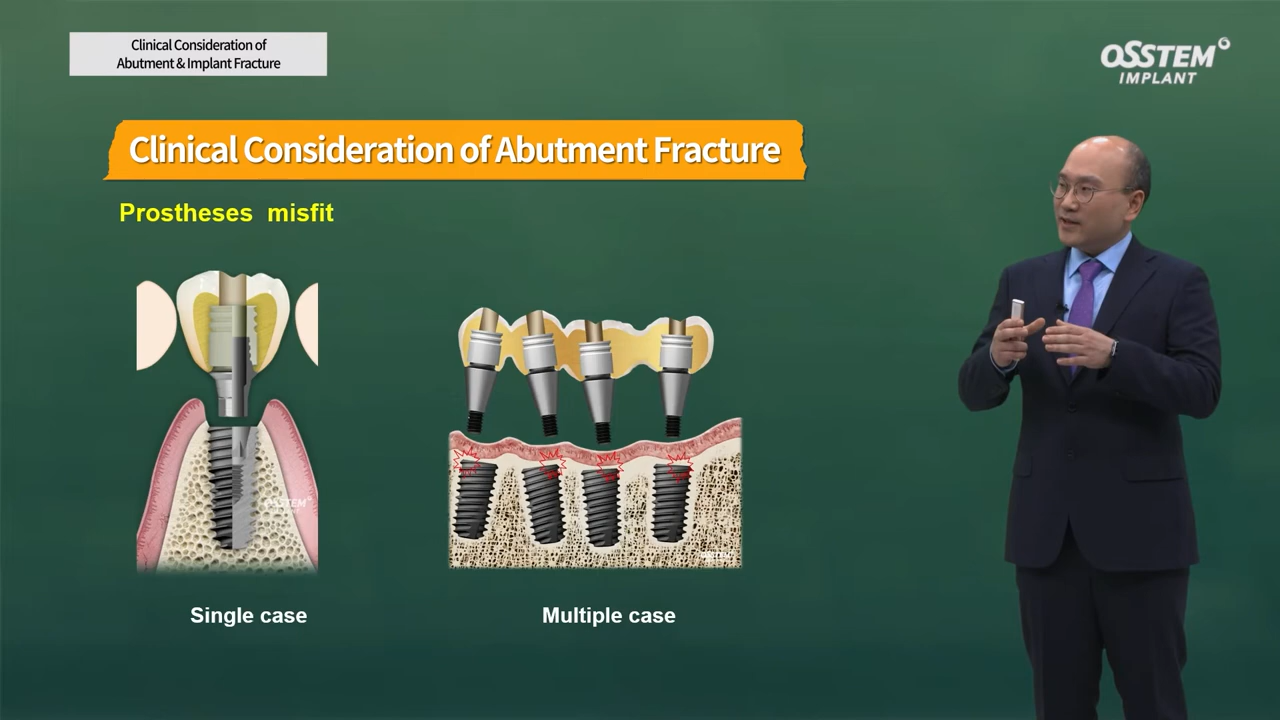 Clinical Consideration of
Abutment & Implant Fracture
OSSTEM
IMPLANT
Clinical Consideration of Abutment Fracture
Prostheses misfit
OSSTEM
IMPLANT
Single case
Multiple case